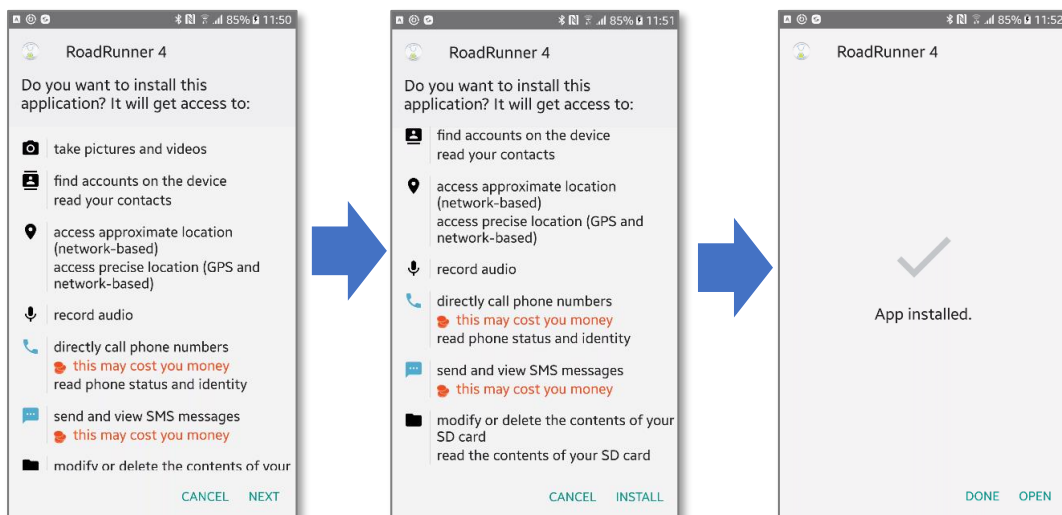 85% 11:50
RoadRunner 4
Do you want to install this
application? It will get access to:
take pictures and videos
find accounts on the device
read your contacts
access approximate location
(network-based)
access precise location (GPS and
network-based)
record audio
directly call phone numbers
this may cost you money
read phone status and identity
send and view SMS messages
this may cost you money
modify or delete the contents of your
CANCEL NEXT
85% 11:51
RoadRunner 4
Do you want to install this
application? It will get access to:
find accounts on the device
read your contacts
access approximate location
(network-based)
access precise location (GPS and
network-based)
record audio
directly call phone numbers
this may cost you money
read phone status and identity
send and view SMS messages
this may cost you money
modify or delete the contents of your
SD card
read the contents of your SD card
CANCEL INSTALL
85% 11:52
RoadRunner 4
App installed.
DONE OPEN